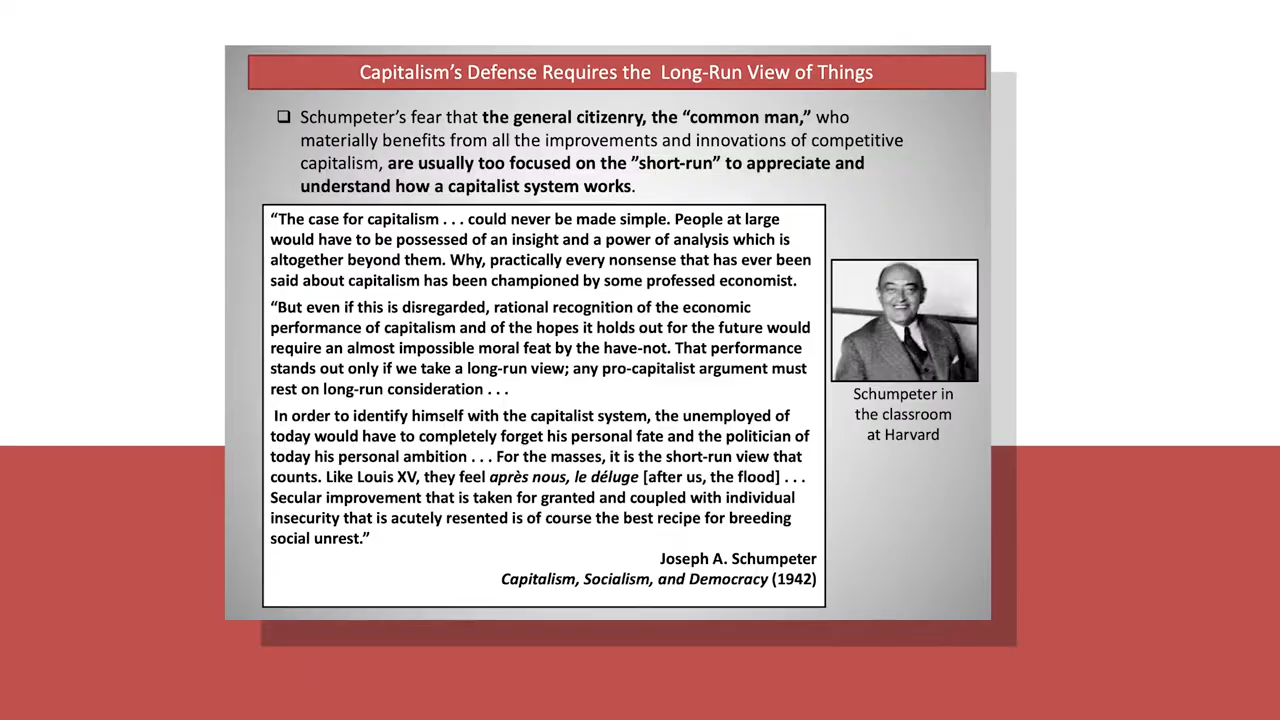 Capitalism's Defense Requires the Long-Run View of Things
❑ Schumpeter's fear that the general citizenry, the "common man," who
materially benefits from all the improvements and innovations of competitive
capitalism, are usually too focused on the "short-run" to appreciate and
understand how a capitalist system works.
"The case for capitalism . . . could never be made simple. People at large
would have to be possessed of an insight and a power of analysis which is
altogether beyond them. Why, practically every nonsense that has ever been
said about capitalism has been championed by some professed economist.
"But even if this is disregarded, rational recognition of the economic
performance of capitalism and of the hopes it holds out for the future would
require an almost impossible moral feat by the have-not. That performance
stands out only if we take a long-run view; any pro-capitalist argument must
rest on long-run consideration . . .
In order to identify himself with the capitalist system, the unemployed of
today would have to completely forget his personal fate and the politician of
today his personal ambition . . . For the masses, it is the short-run view that
counts. Like Louis XV, they feel après nous, le déluge [after us, the flood] . . .
Secular improvement that is taken for granted and coupled with individual
insecurity that is acutely resented is of course the best recipe for breeding
social unrest."
Joseph A. Schumpeter
Capitalism, Socialism, and Democracy (1942)
Schumpeter in
the classroom
at Harvard